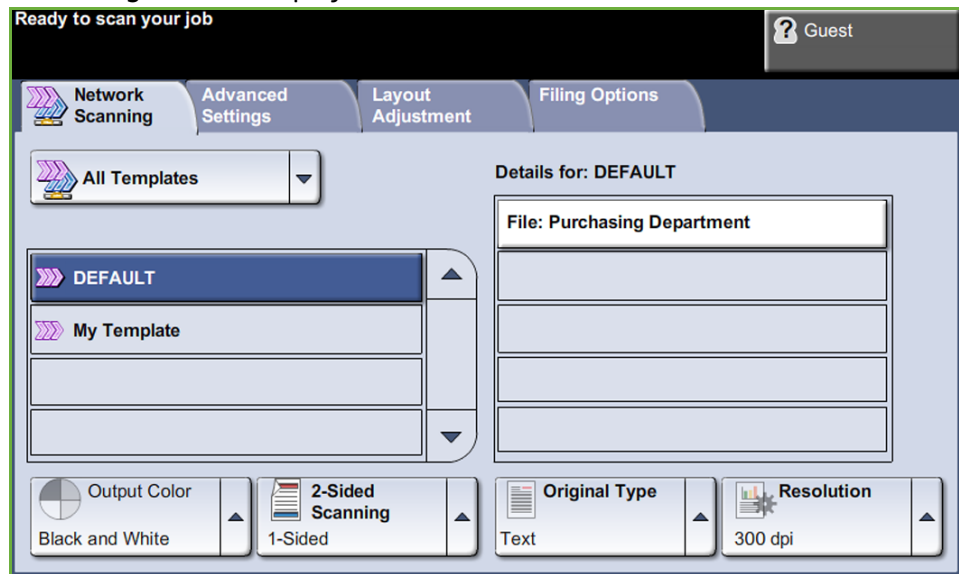 Ready to scan your job
Guest
Network
Scanning
Advanced
Settings
Layout
Adjustment
Filing Options
All Templates
Details for: DEFAULT
File: Purchasing Department
DEFAULT
My Template
Output Color
Black and White
2-Sided
Scanning
1-Sided
Original Type
Text
Resolution
300 dpi